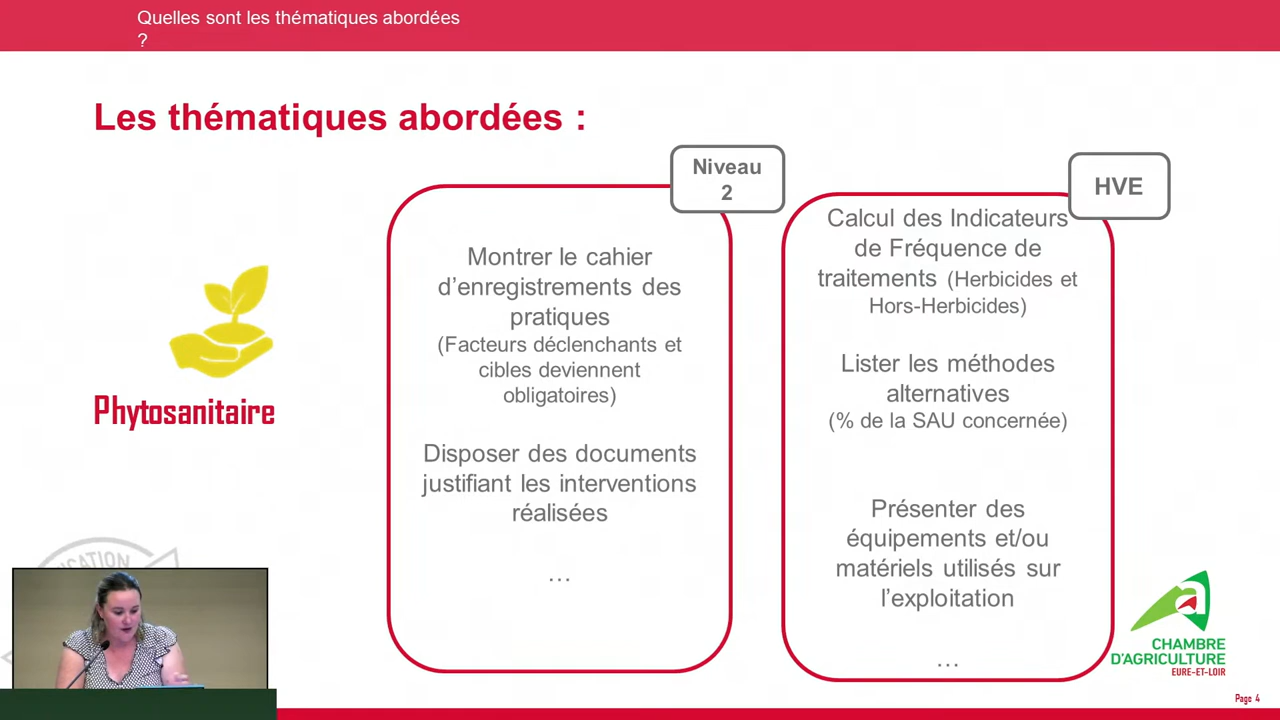 Quelles sont les thématiques abordées
?
Les thématiques abordées :
Phytosanitaire
Niveau
2
Montrer le cahier
d’enregistrements des
pratiques
(Facteurs déclenchants et
cibles deviennent
obligatoires)
Disposer des documents
justifiant les interventions
réalisées
…
HVE
Calcul des Indicateurs
de Fréquence de
traitements (Herbicides et
Hors-Herbicides)
Lister les méthodes
alternatives
(% de la SAU concernée)
Présenter des
équipements et/ou
matériels utilisés sur
l’exploitation
…
CHAMBRE
D’AGRICULTURE
EURE-ET-LOIR
Page 4